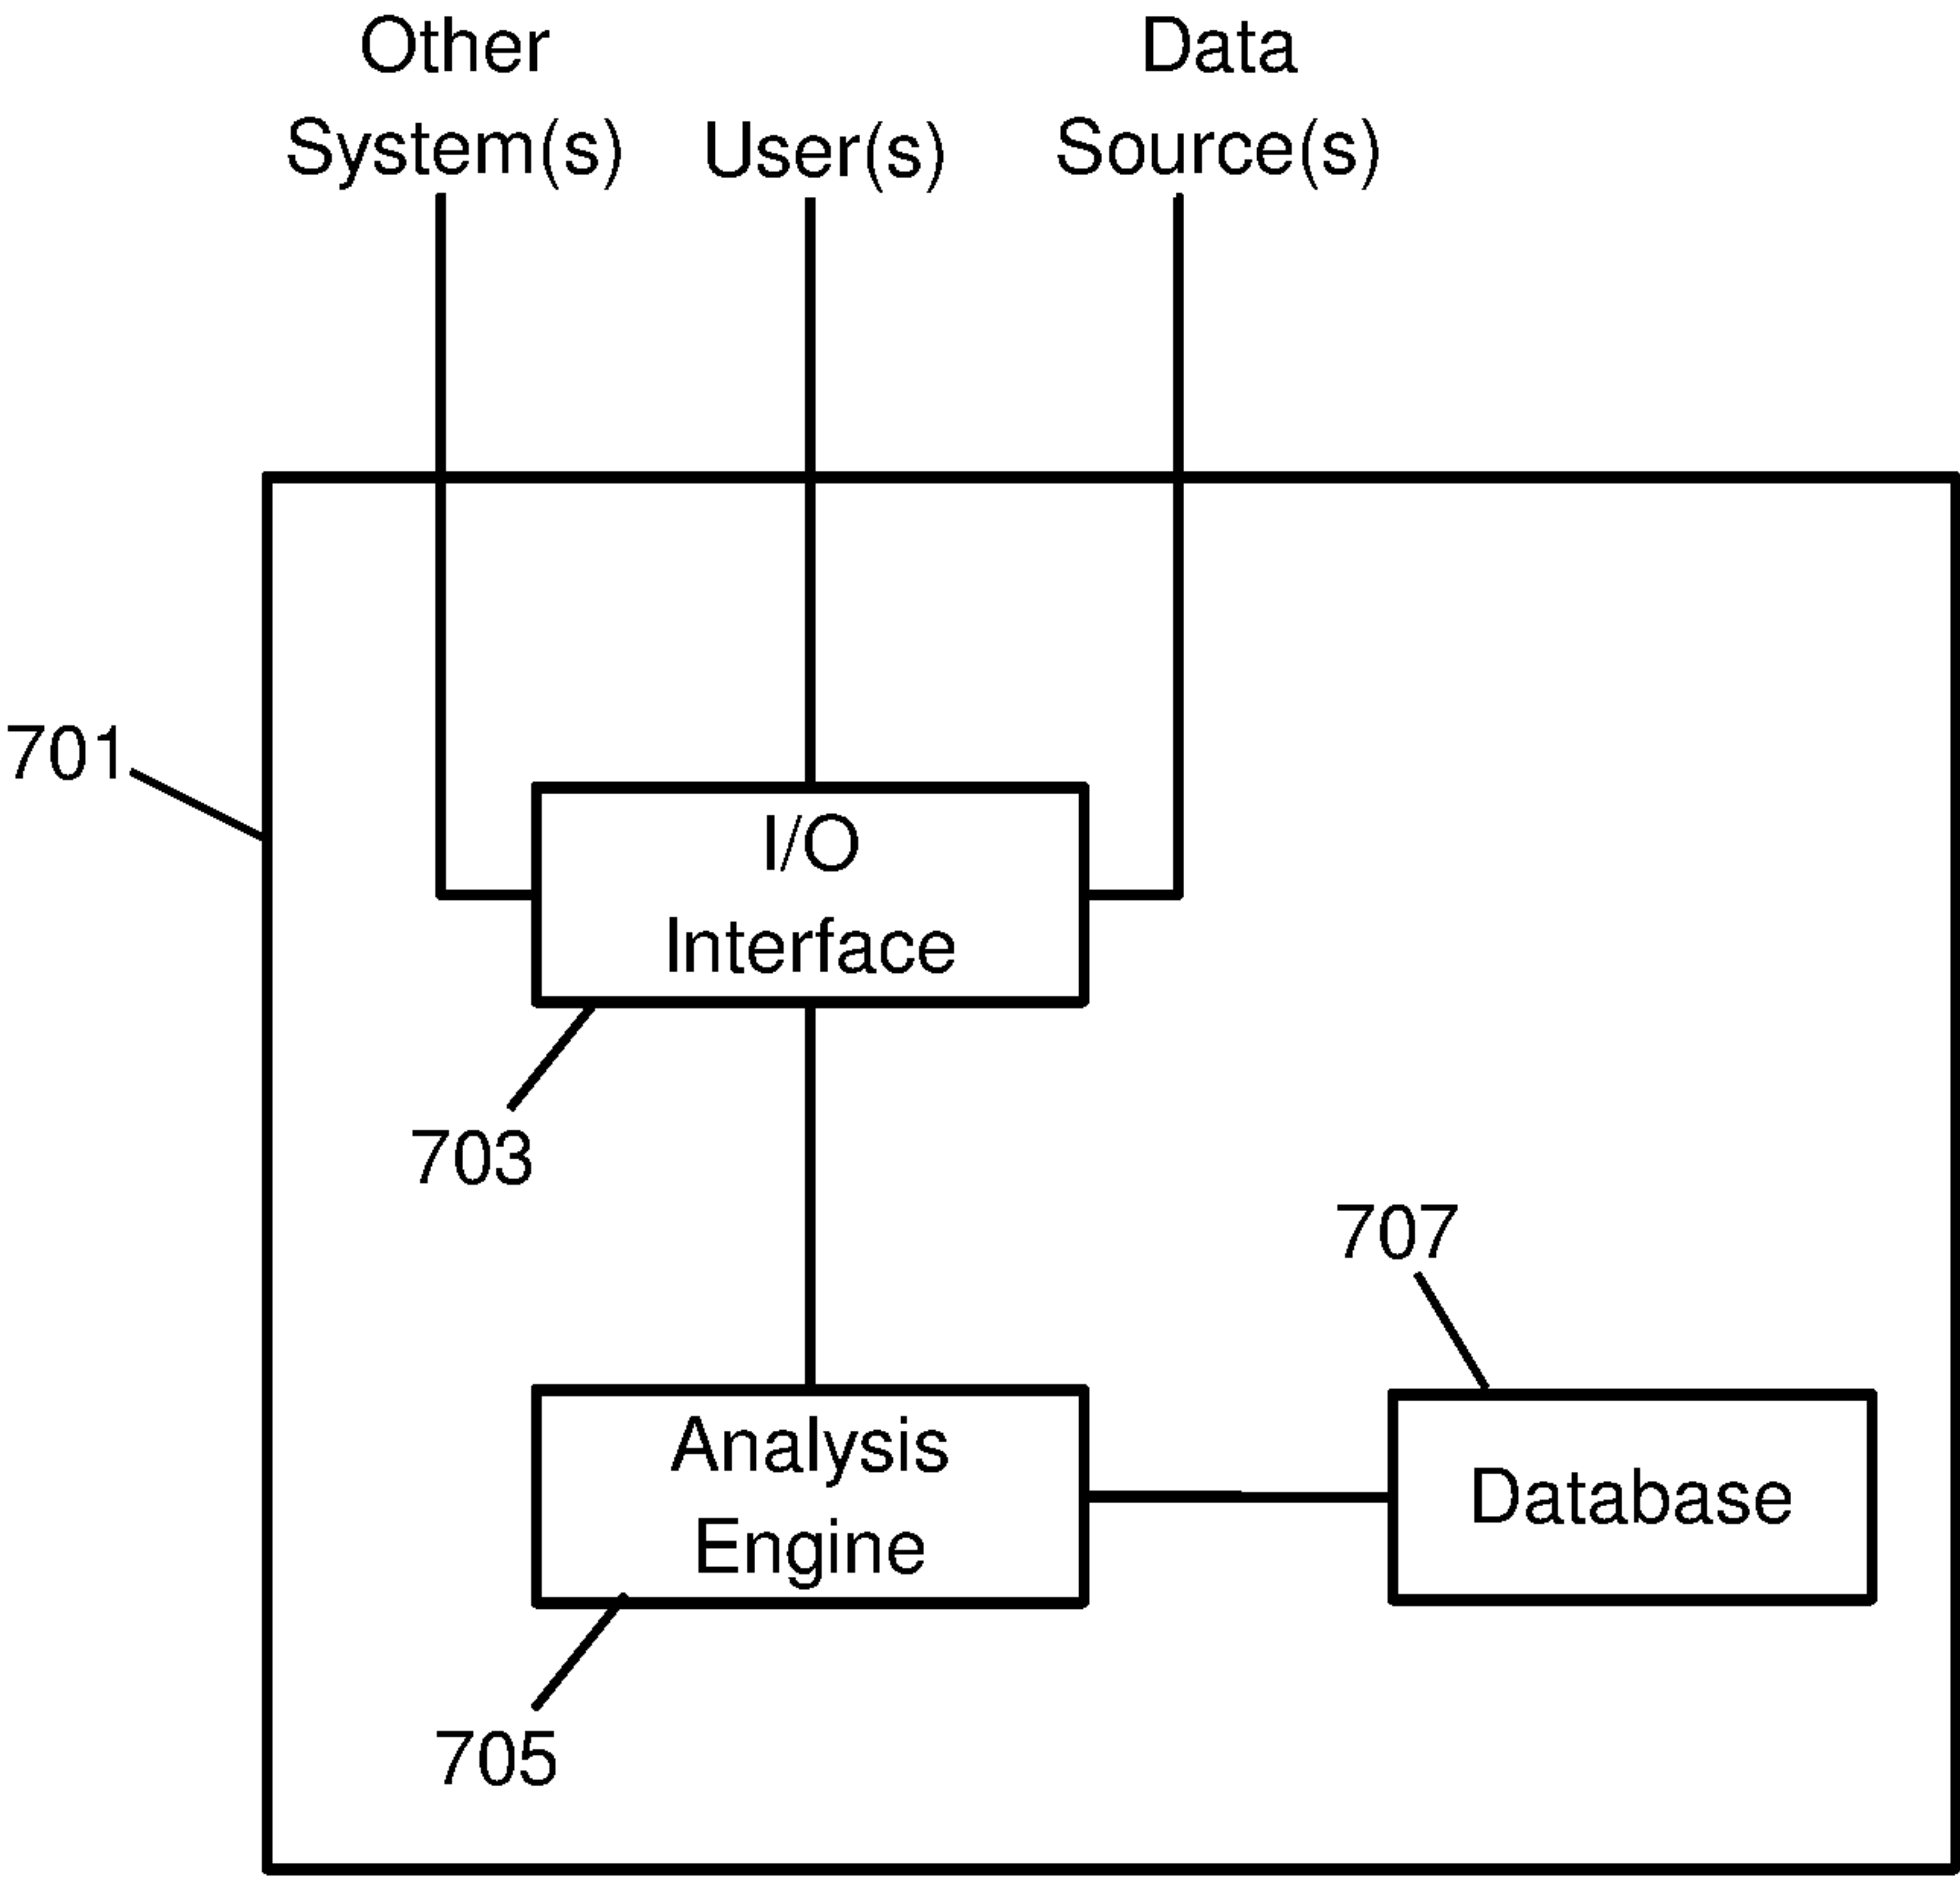 Other
System(s)
User(s)
Data
Source(s)
701
I/O
Interface
703
707
Analysis
Engine
Database
705